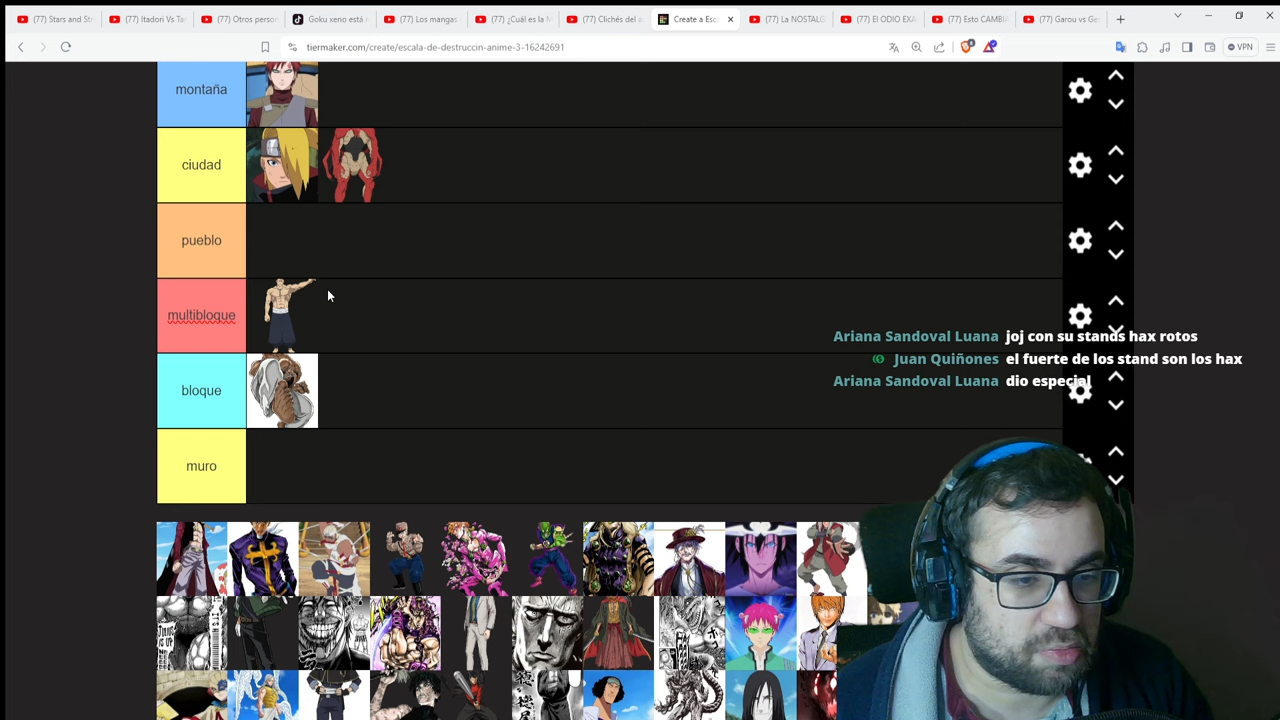 (77) Stars and Str
(77) Itadori Vs Tar
(77) Otros person
Goku xeno está r
(77) Los mangas
(77) ¿Cuál es la M
(77) Clichés del a
Create a Esc
(77) La NOSTALG
(77) El ODIO EXA
(77) Esto CAMBIA
(77) Garou vs Ge
tiermaker.com/create/escala-de-destruccin-anime-3-16242691
VPN
montaña
ciudad
pueblo
multibloque
bloque
muro
Ariana Sandoval Luana joj con su stands hax rotos
Juan Quiñones el fuerte de los stand son los hax
Ariana Sandoval Luana dio especial